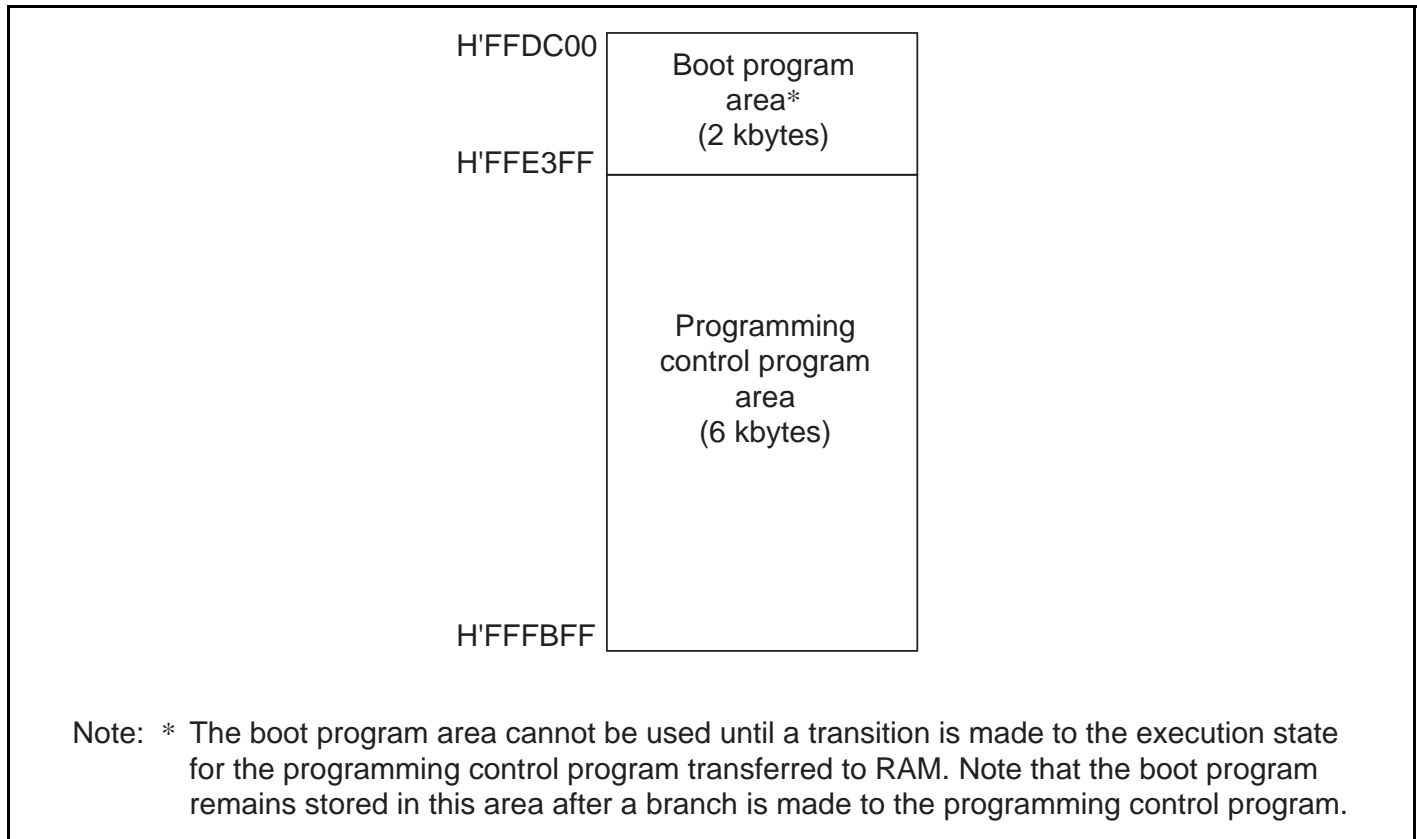 H'FFDC00
Boot program
area*
(2 kbytes)
H'FFE3FF
Programming
control program
area
(6 kbytes)
H'FFFBFF
Note: * The boot program area cannot be used until a transition is made to the execution state
for the programming control program transferred to RAM. Note that the boot program
remains stored in this area after a branch is made to the programming control program.